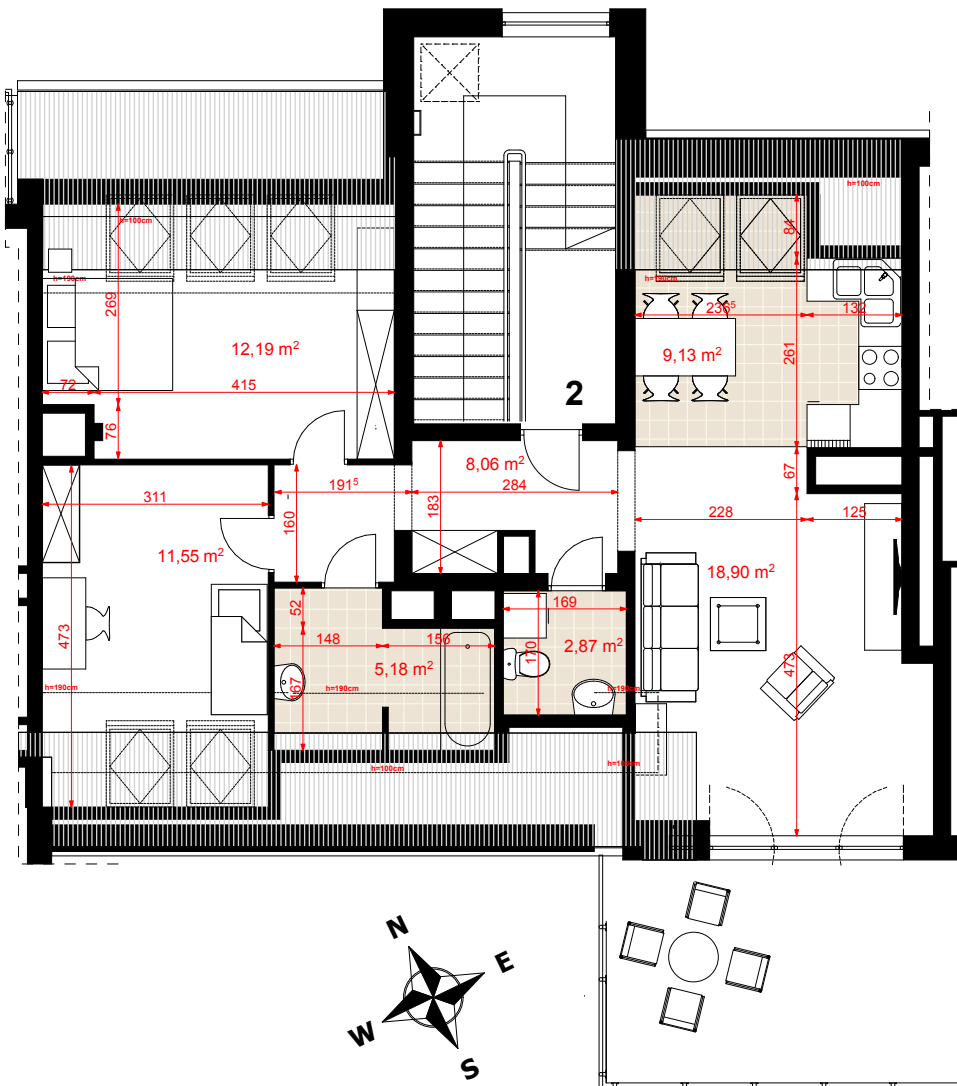 h=100cm
h=100cm
84
h=190cm
h=190cm
269
236⁵
132
12,19 m²
9,13 m²
261
72
415
2
76
8,06 m²
67
311
191⁵
284
183
160
228
125
11,55 m²
18,90 m²
52
169
473
148
156
5,18 m²
170
2,87 m²
473
167
h=190cm
h=190cm
h=190cm
h=100cm
h=100cm
N
E
W
S